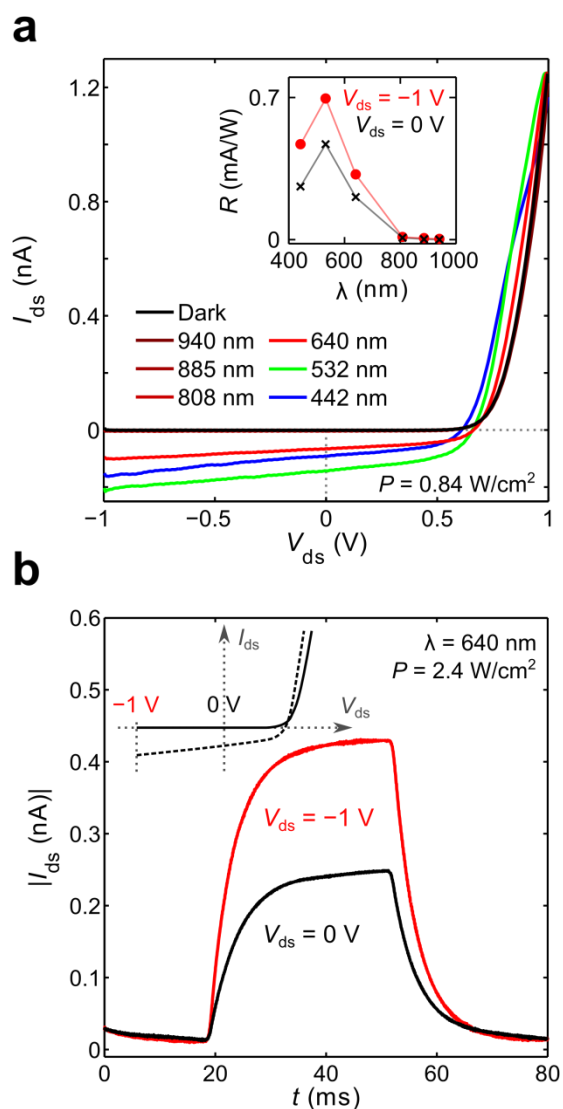 a
1.2
0.8
0.4
0
I_ds (nA)
0.7
0
R (mA/W)
V_ds = −1 V
V_ds = 0 V
400 600 800 1000
λ (nm)
Dark
940 nm 640 nm
885 nm 532 nm
808 nm 442 nm
P = 0.84 W/cm²
−1 −0.5 0 0.5 1
V_ds (V)
b
0.6
0.5
0.4
0.3
0.2
0.1
0
|I_ds (nA)|
λ = 640 nm
P = 2.4 W/cm²
I_ds
−1 V 0 V V_ds
V_ds = −1 V
V_ds = 0 V
0 20 40 60 80
t (ms)